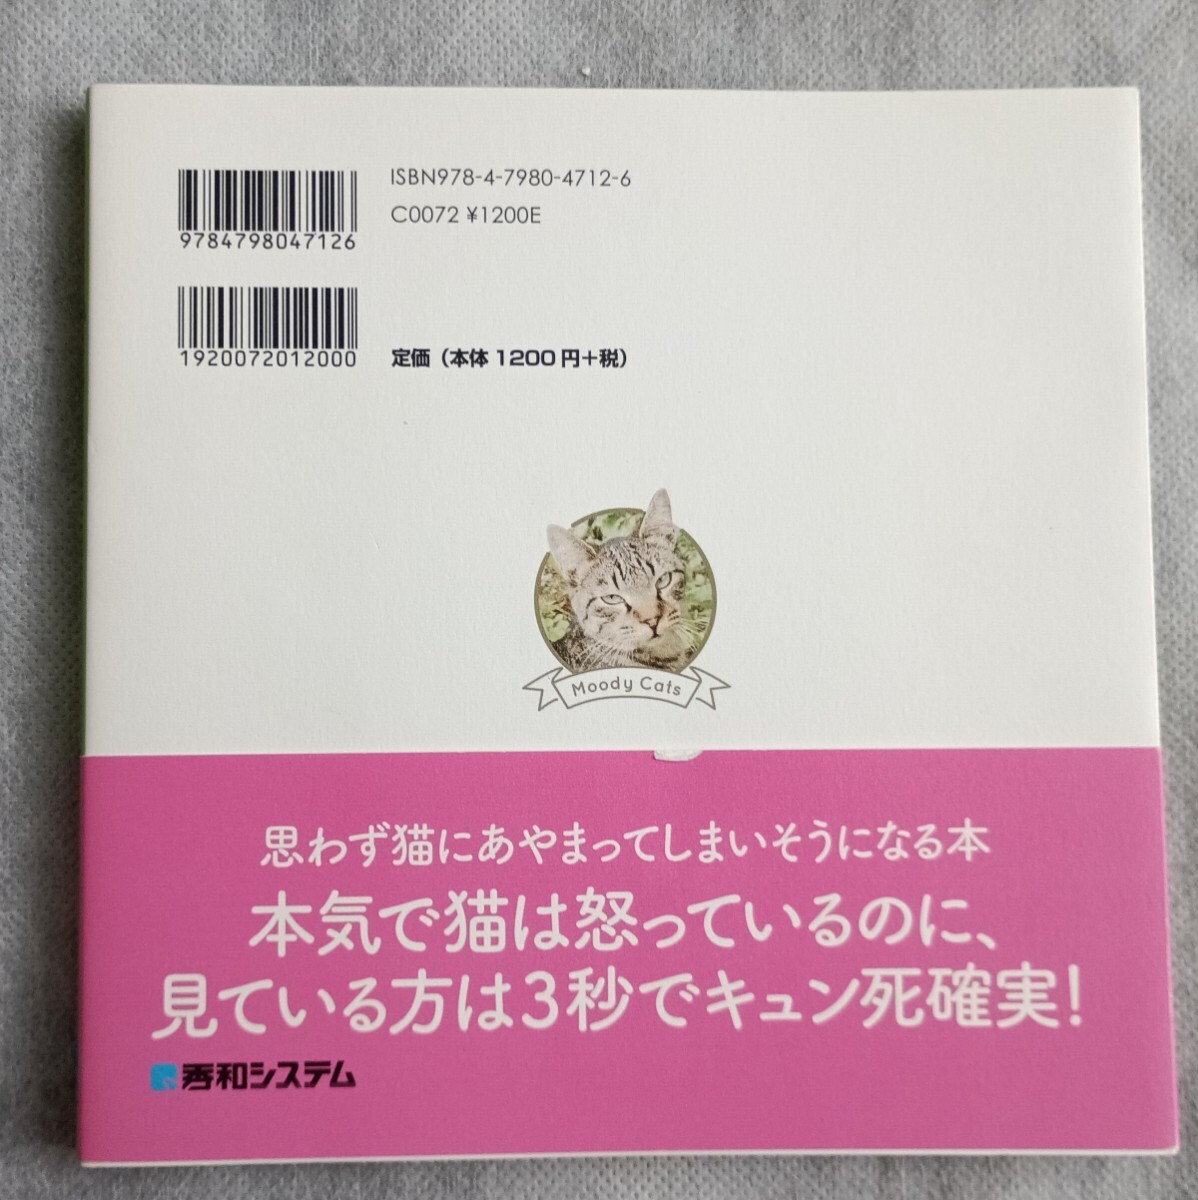 ISBN978-4-7980-4712-6
C0072 ¥1200E
9784798047126
1920072012000
定価（本体 1200 円＋税）
Moody Cats
思わず猫にあやまってしまいそうになる本
本気で猫は怒っているのに、
見ている方は3秒でキュン死確実！
秀和システム